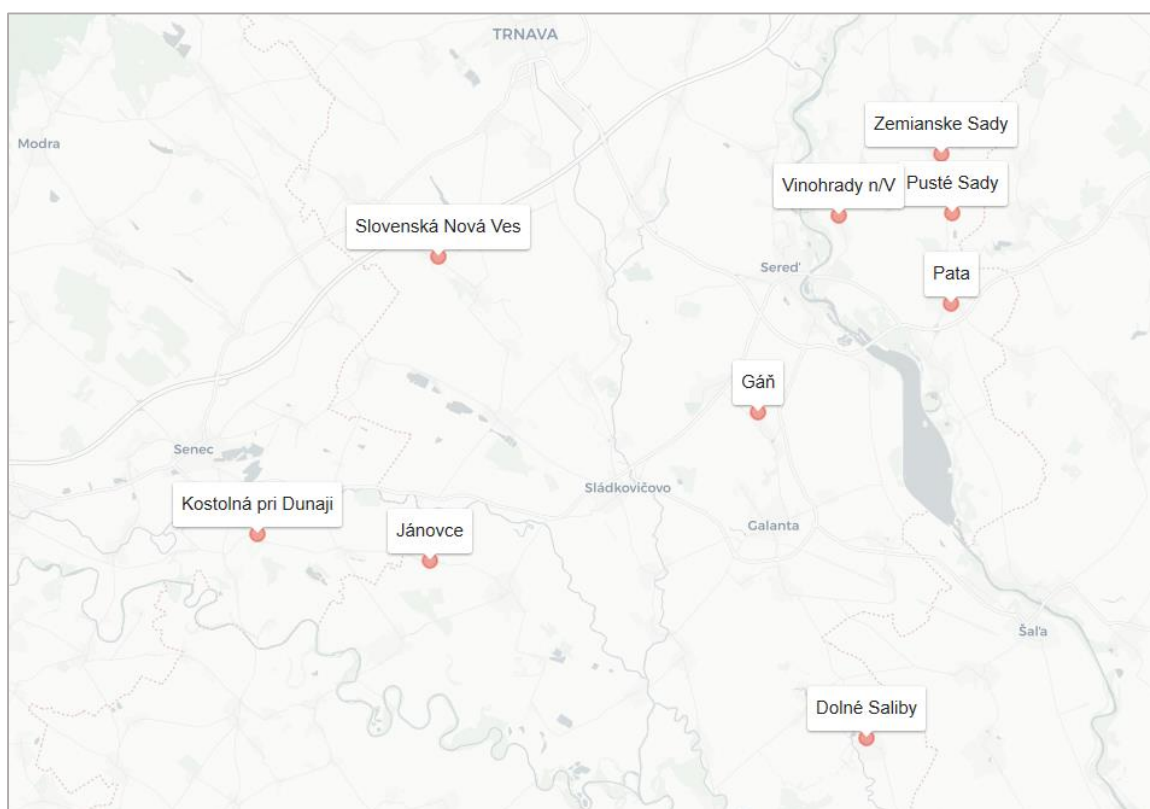 TRNAVA
Zemianske Sady
Modra
Vinohrady n/V
Pusté Sady
Slovenská Nová Ves
Sereď
Pata
Gáň
Senec
Sládkovičovo
Kostolná pri Dunaji
Jánovce
Galanta
Šaľa
Dolné Saliby